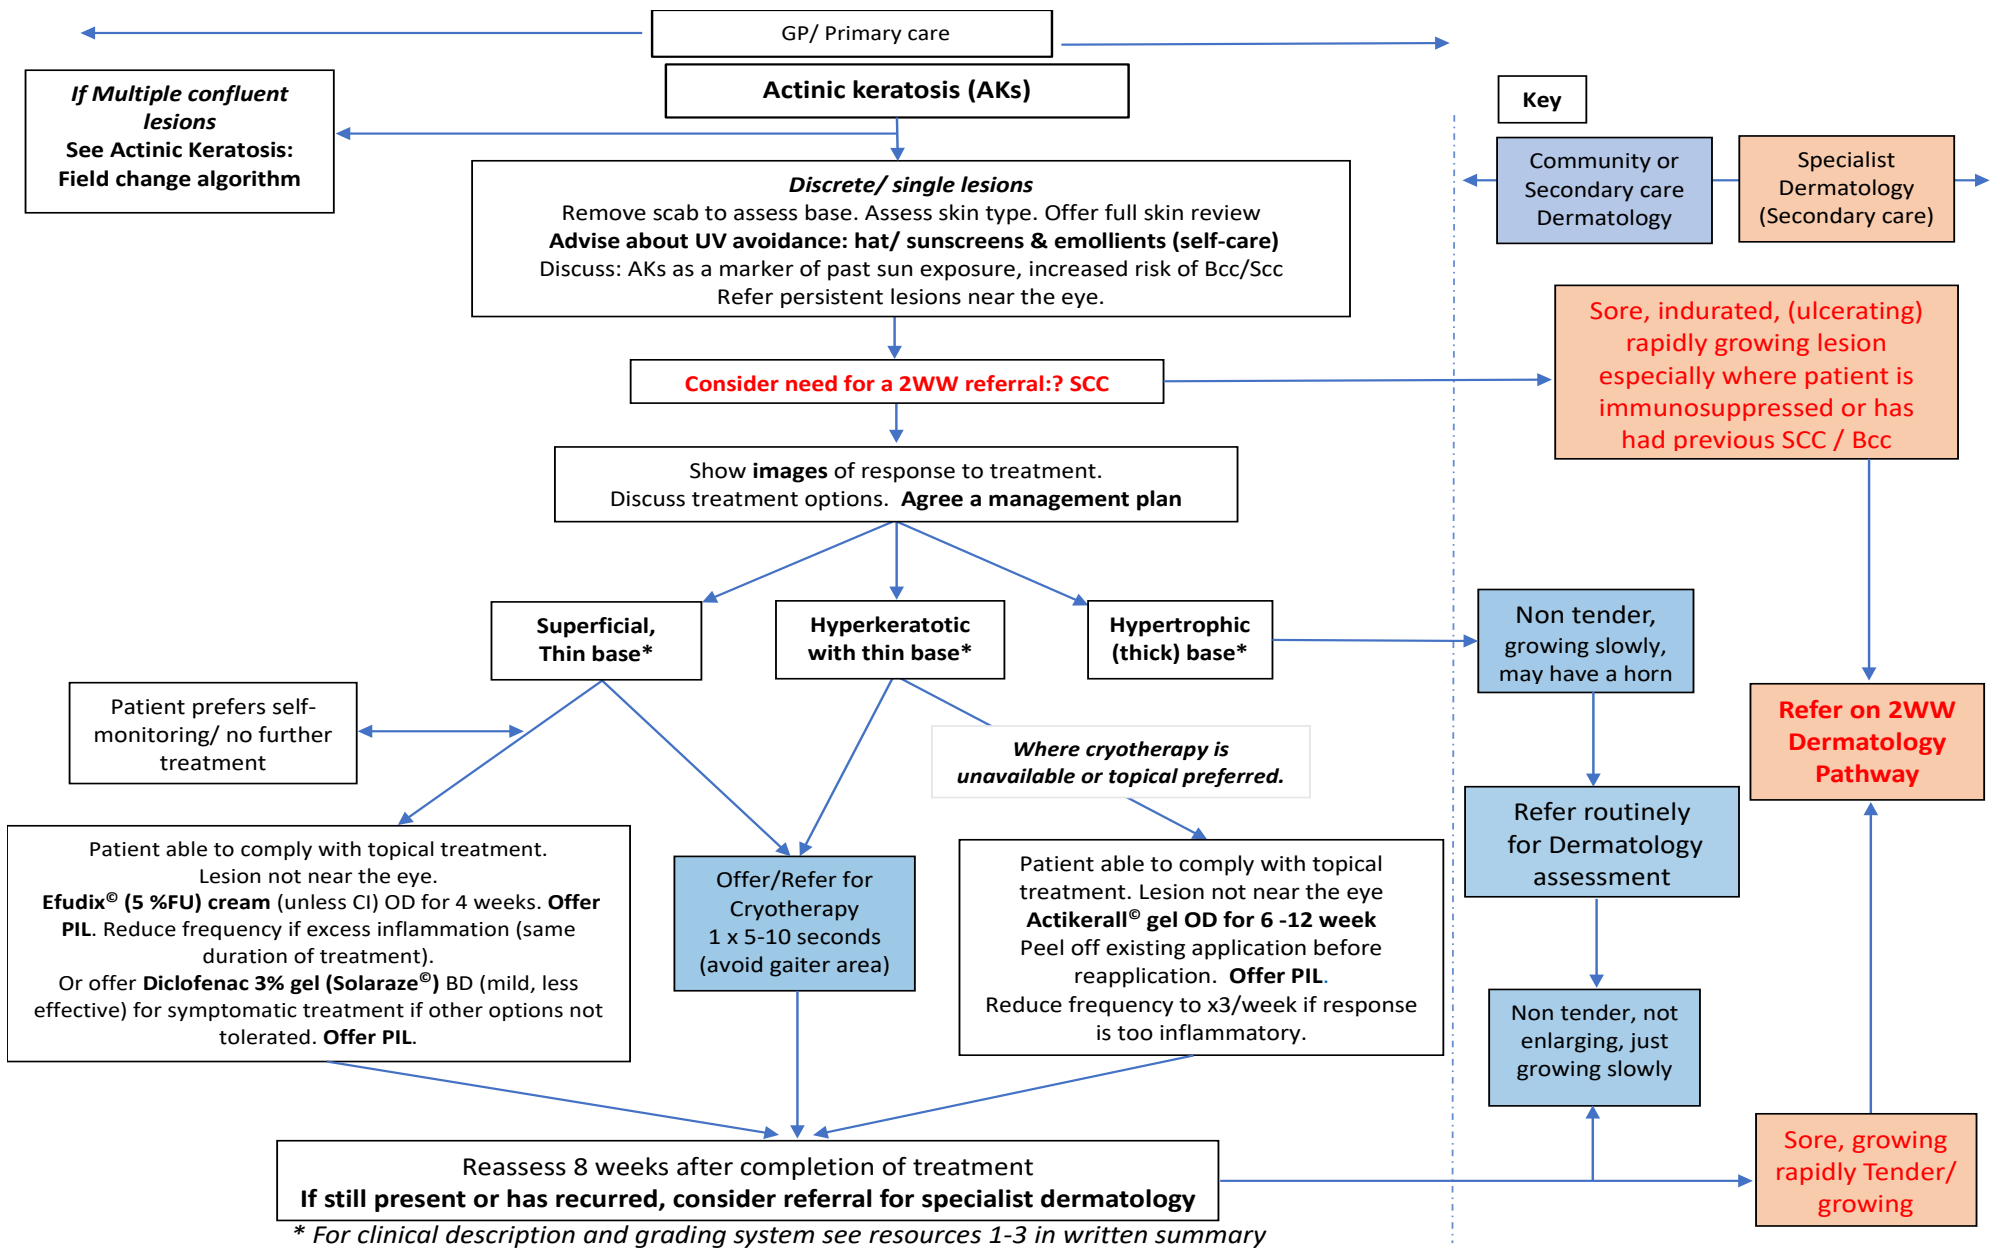 GP/ Primary care
Actinic keratosis (AKs)
If Multiple confluent
lesions
See Actinic Keratosis:
Field change algorithm
Key
Community or
Secondary care
Dermatology
Specialist
Dermatology
(Secondary care)
Discrete/ single lesions
Remove scab to assess base. Assess skin type. Offer full skin review
Advise about UV avoidance: hat/ sunscreens & emollients (self-care)
Discuss: AKs as a marker of past sun exposure, increased risk of Bcc/Scc
Refer persistent lesions near the eye.
Consider need for a 2WW referral:? SCC
Sore, indurated, (ulcerating)
rapidly growing lesion
especially where patient is
immunosuppressed or has
had previous SCC / Bcc
Show images of response to treatment.
Discuss treatment options. Agree a management plan
Superficial,
Thin base*
Hyperkeratotic
with thin base*
Hypertrophic
(thick) base*
Non tender,
growing slowly,
may have a horn
Patient prefers self-
monitoring/ no further
treatment
Where cryotherapy is
unavailable or topical preferred.
Refer on 2WW
Dermatology
Pathway
Refer routinely
for Dermatology
assessment
Patient able to comply with topical treatment.
Lesion not near the eye.
Efudix© (5 %FU) cream (unless CI) OD for 4 weeks. Offer
PIL. Reduce frequency if excess inflammation (same
duration of treatment).
Or offer Diclofenac 3% gel (Solaraze©) BD (mild, less
effective) for symptomatic treatment if other options not
tolerated. Offer PIL.
Offer/Refer for
Cryotherapy
1 x 5-10 seconds
(avoid gaiter area)
Patient able to comply with topical
treatment. Lesion not near the eye
Actikerall© gel OD for 6 -12 week
Peel off existing application before
reapplication. Offer PIL.
Reduce frequency to x3/week if response
is too inflammatory.
Non tender, not
enlarging, just
growing slowly
Reassess 8 weeks after completion of treatment
If still present or has recurred, consider referral for specialist dermatology
Sore, growing
rapidly Tender/
growing
* For clinical description and grading system see resources 1-3 in written summary